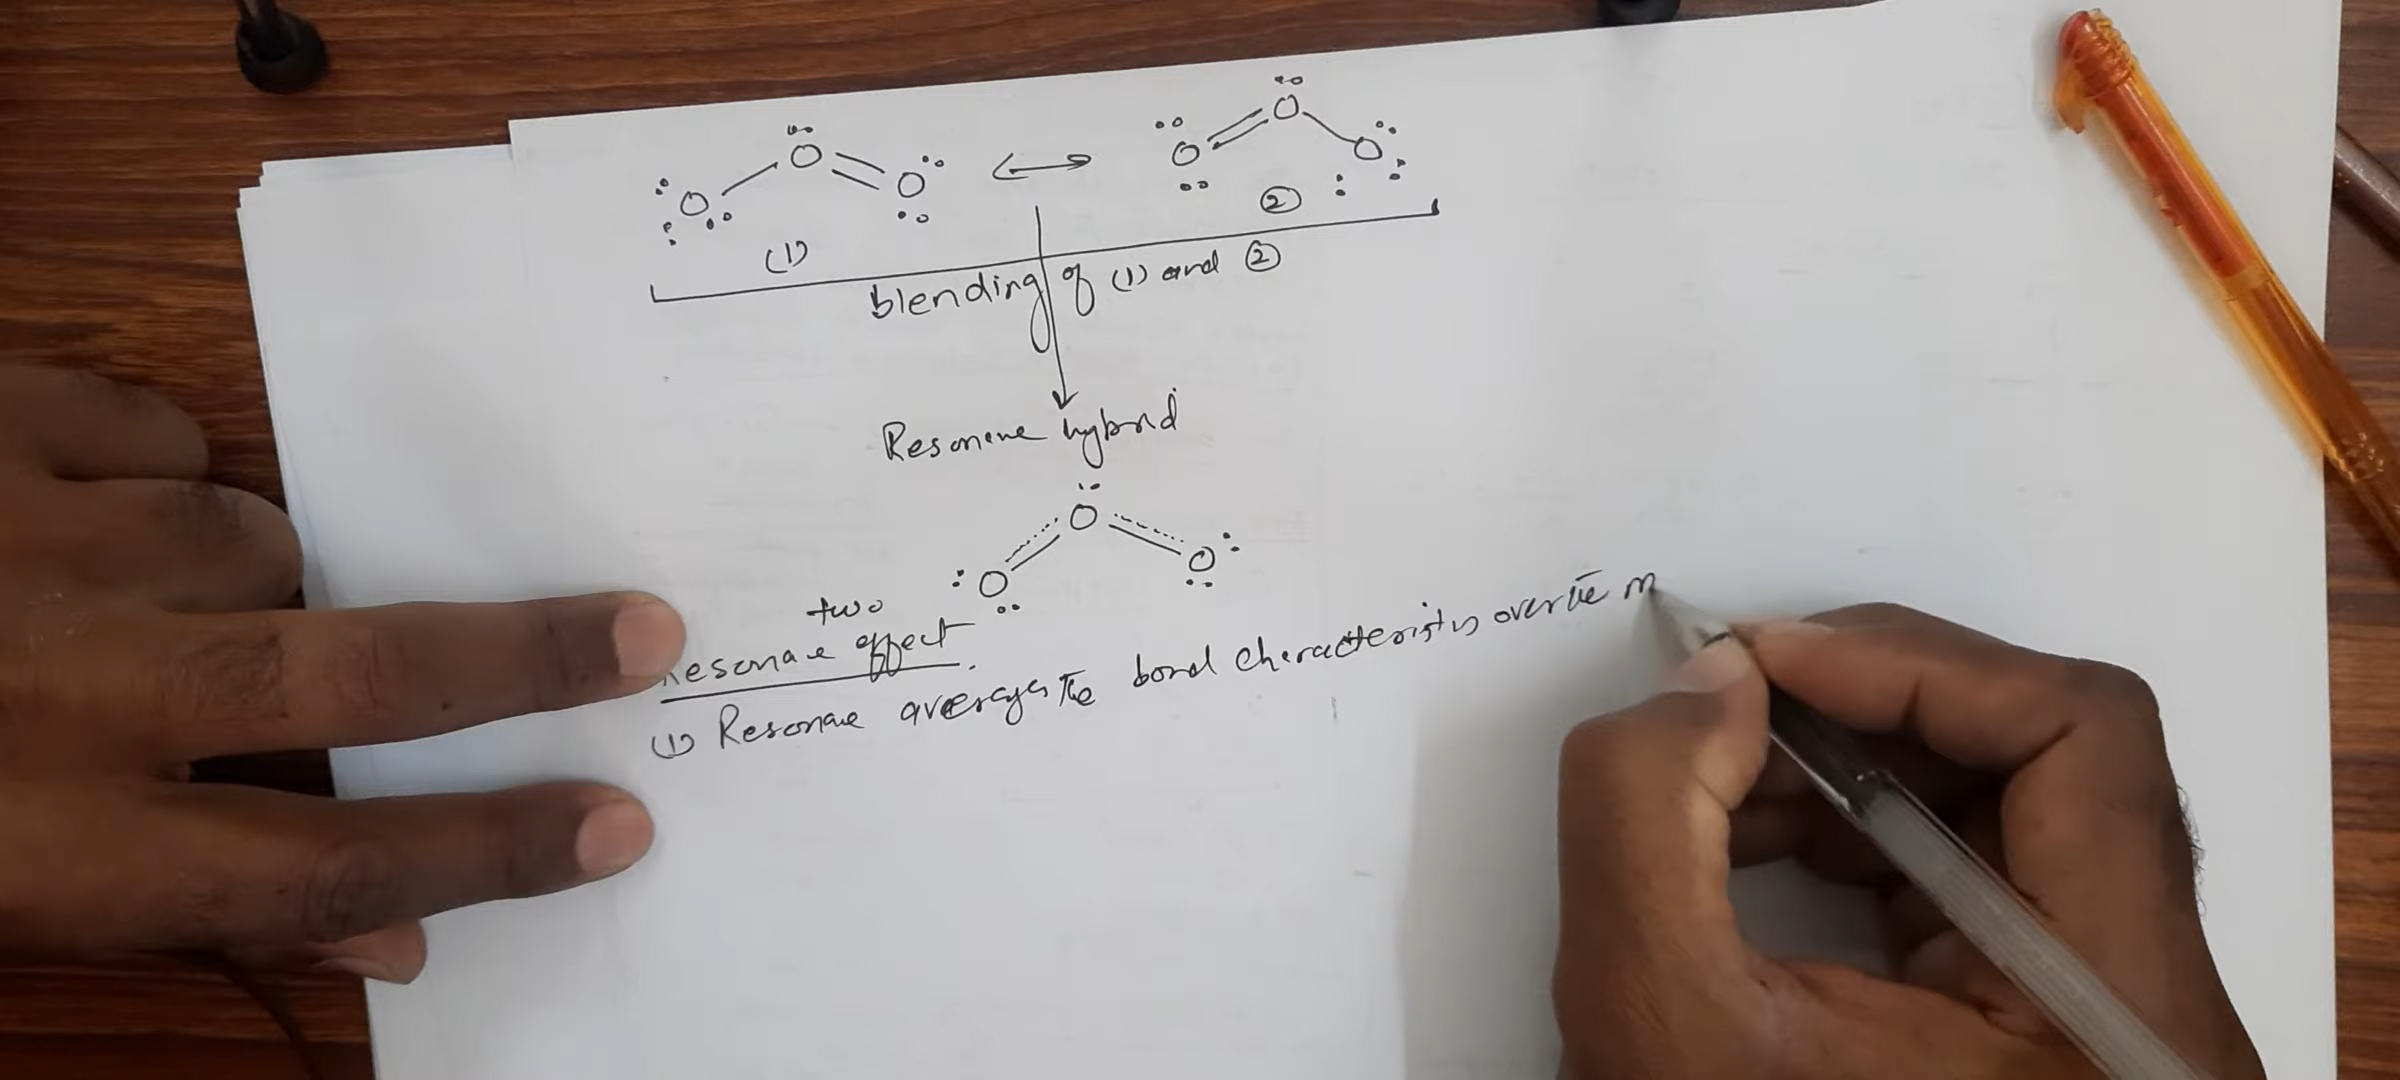 O O O ⟷ O O O
(1) ②
blending of (1) and ②
Resonance hybrid
O O O
two
Resonance effect
(1) Resonance averages the bond characteristics over the m